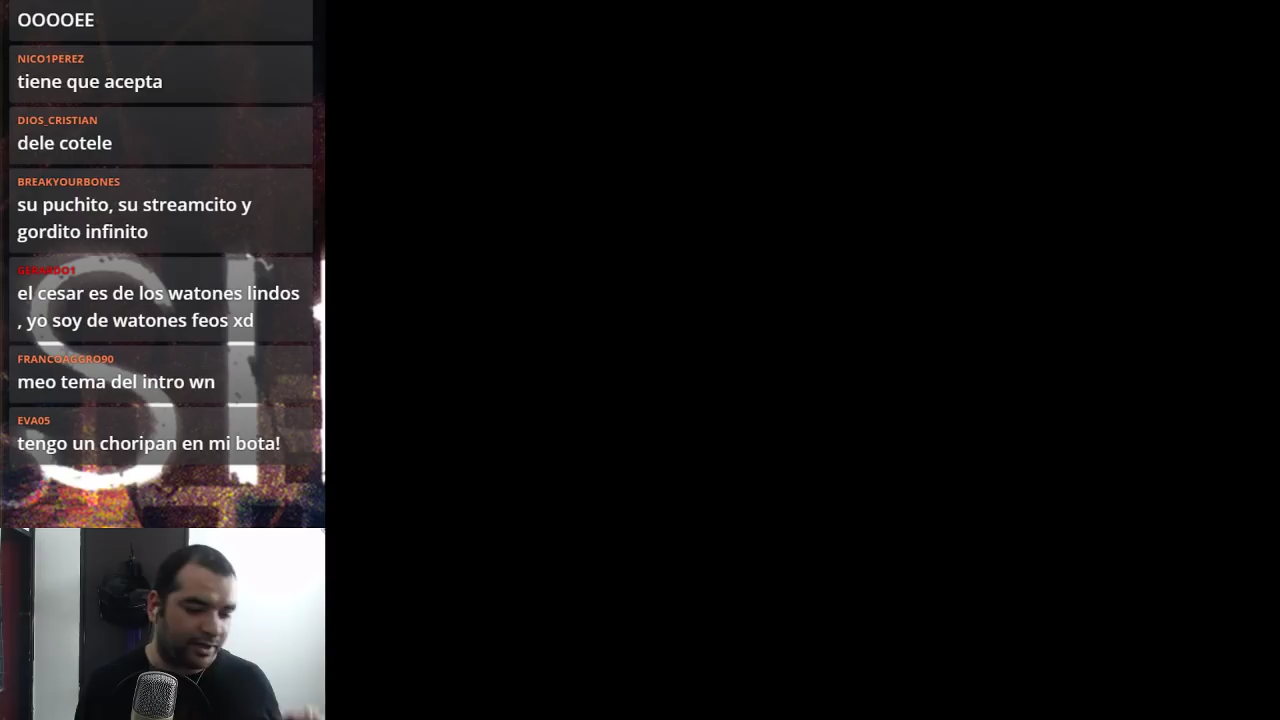 OOOOEE
NICO1PEREZ
tiene que acepta
DIOS_CRISTIAN
dele cotele
BREAKYOURBONES
su puchito, su streamcito y
gordito infinito
GERARDO1
el cesar es de los watones lindos
, yo soy de watones feos xd
FRANCOAGGRO90
meo tema del intro wn
EVA05
tengo un choripan en mi bota!
SI